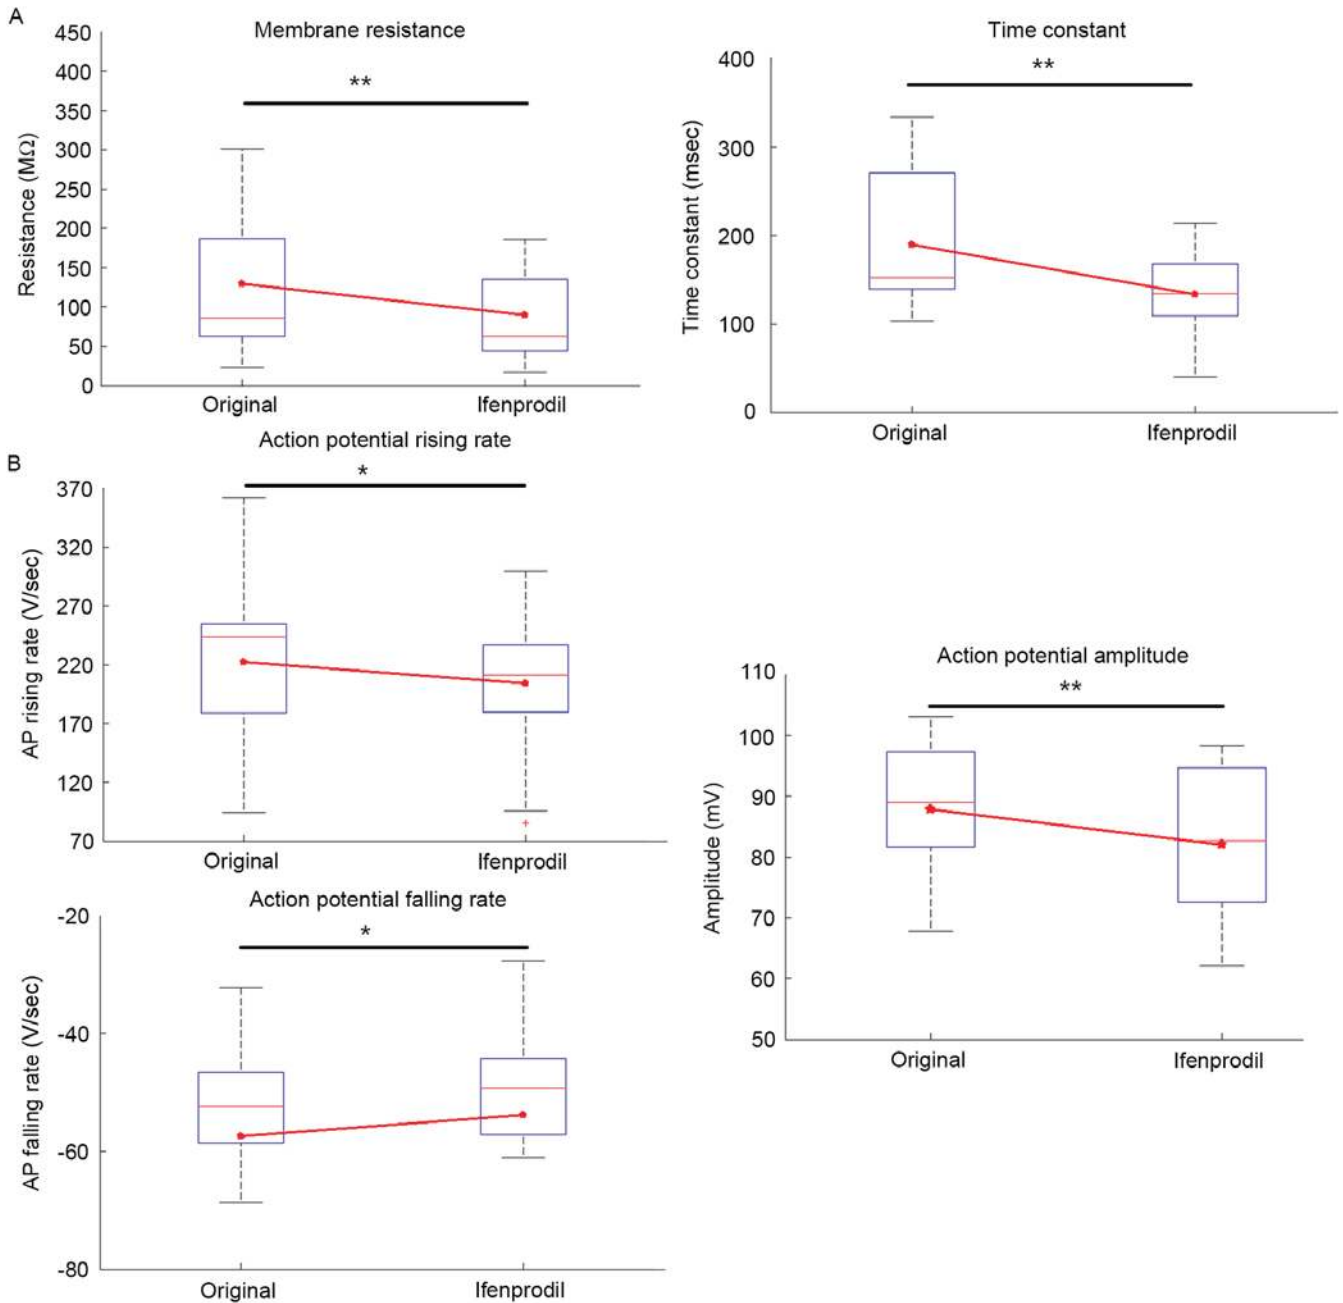 A
Membrane resistance
450
400
350
300
250
200
150
100
50
0
Resistance (MΩ)
**
Original
Ifenprodil
Time constant
400
300
200
100
0
Time constant (msec)
**
Original
Ifenprodil
B
Action potential rising rate
370
320
270
220
170
120
70
AP rising rate (V/sec)
*
Original
Ifenprodil
Action potential amplitude
110
100
90
80
70
60
50
Amplitude (mV)
**
Original
Ifenprodil
Action potential falling rate
-20
-40
-60
-80
AP falling rate (V/sec)
*
Original
Ifenprodil